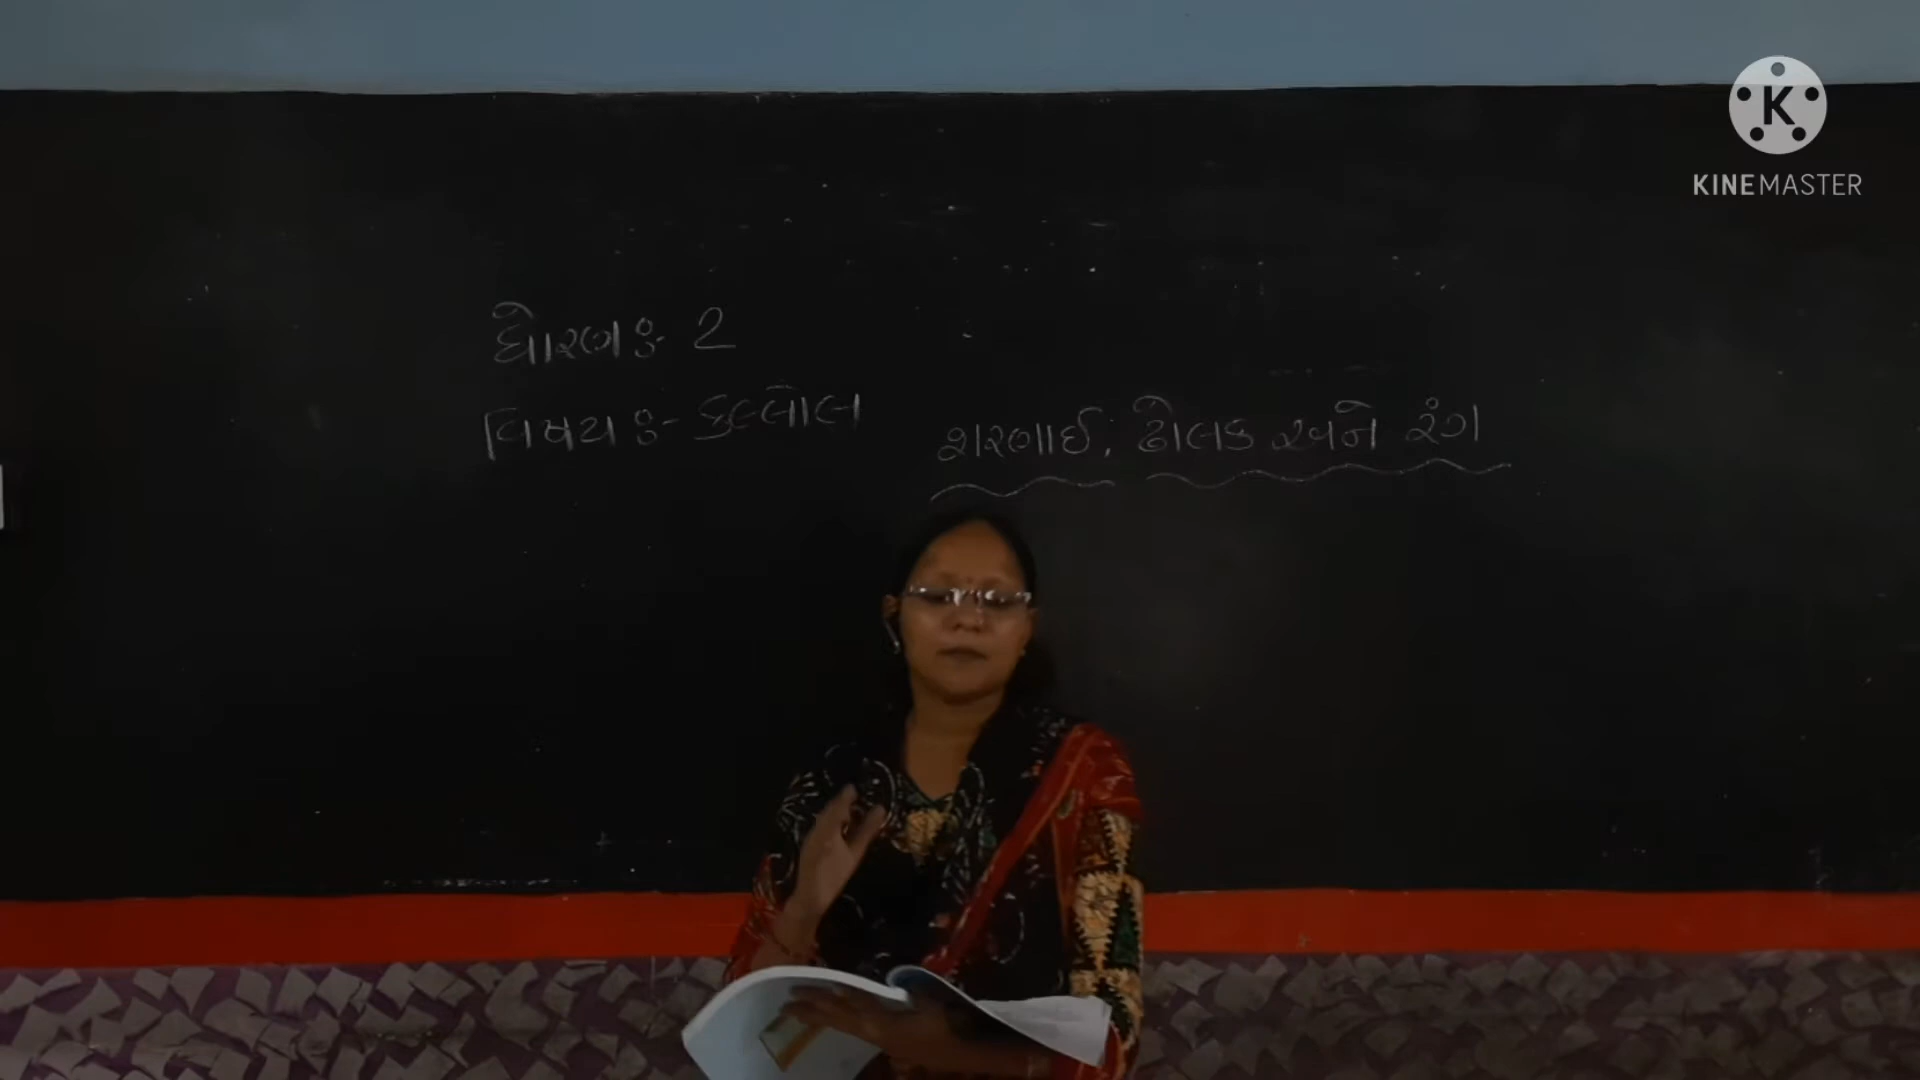 ધોરણ ઃ- 2
વિષય ઃ- કલ્લોલ
શરણાઈ, ઢોલક અને રંગ
K
KINEMASTER